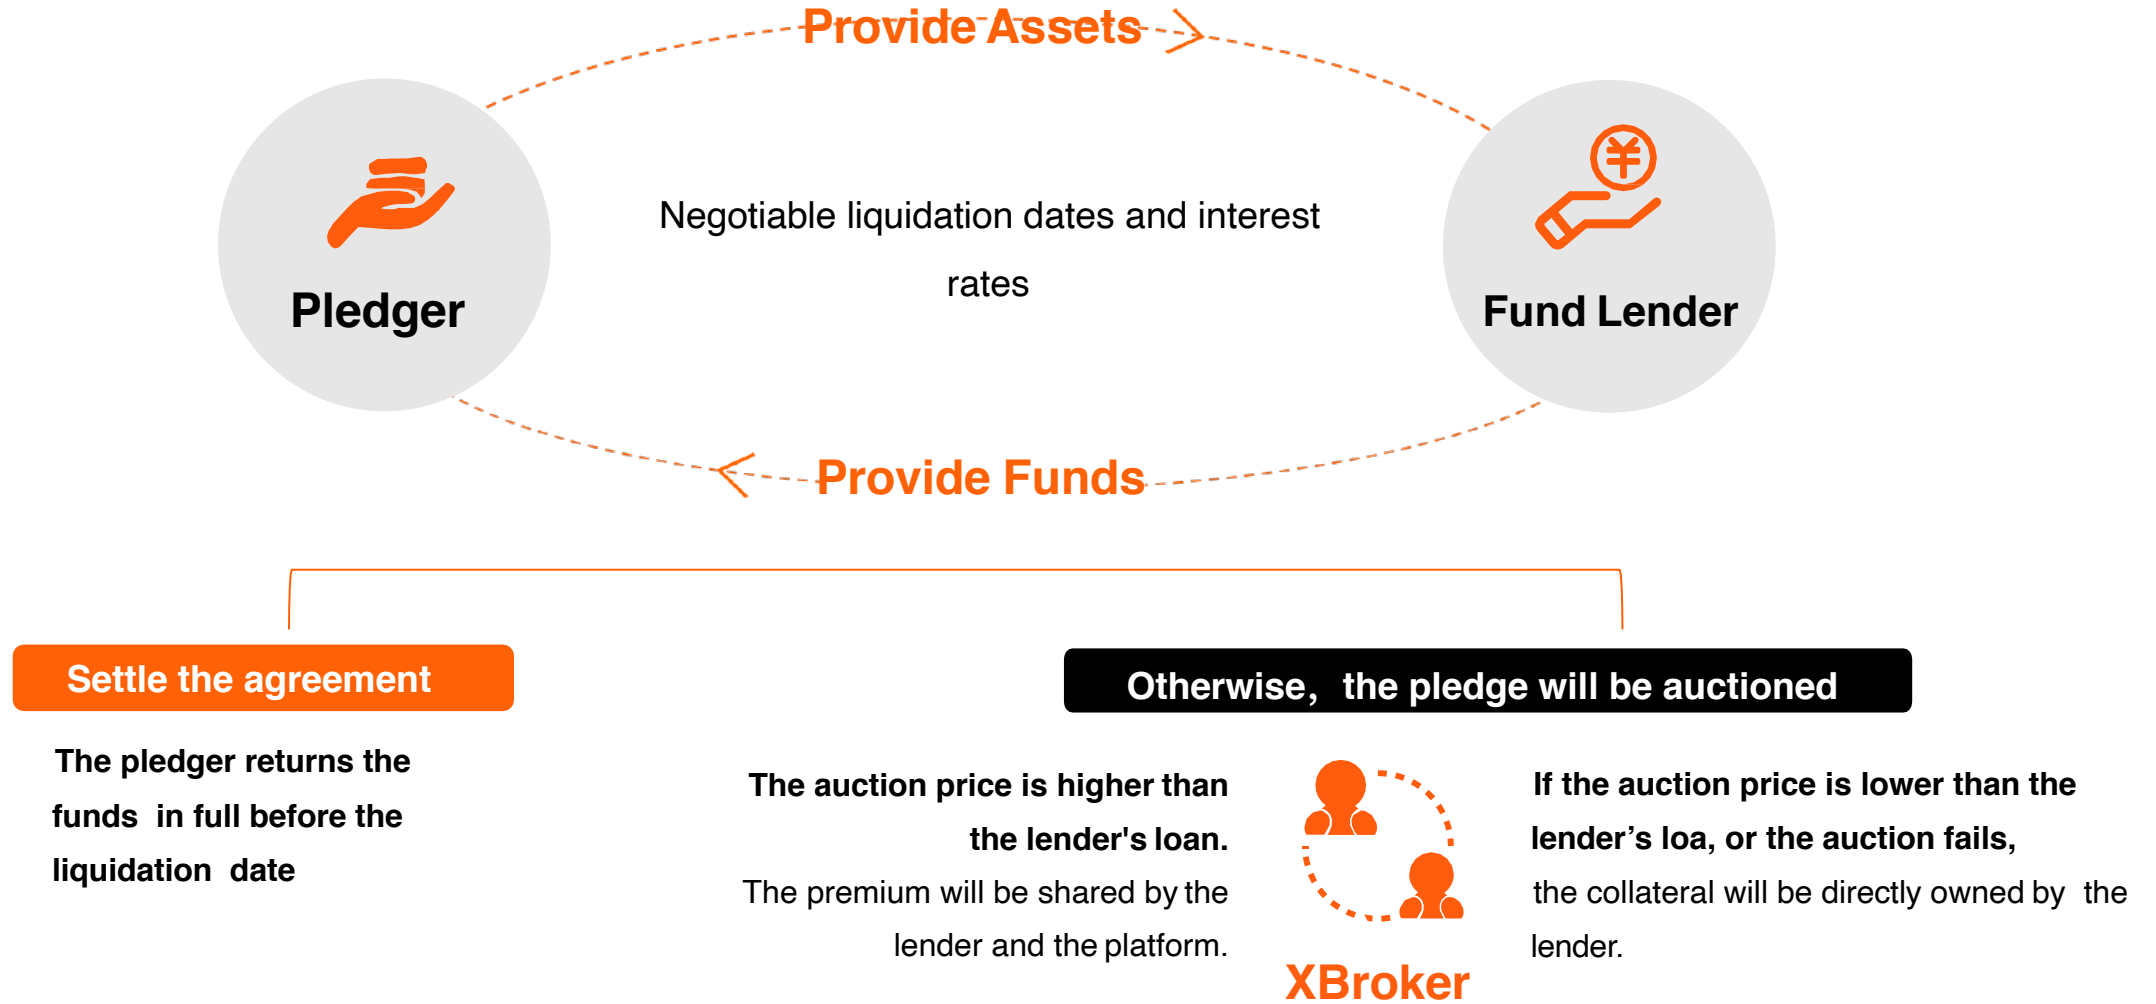 Provide Assets
Negotiable liquidation dates and interest
rates
Pledger
Fund Lender
Provide Funds
Settle the agreement
The pledger returns the
funds in full before the
liquidation date
Otherwise, the pledge will be auctioned
The auction price is higher than
the lender's loan.
The premium will be shared by the
lender and the platform.
XBroker
If the auction price is lower than the
lender’s loa, or the auction fails,
the collateral will be directly owned by the
lender.